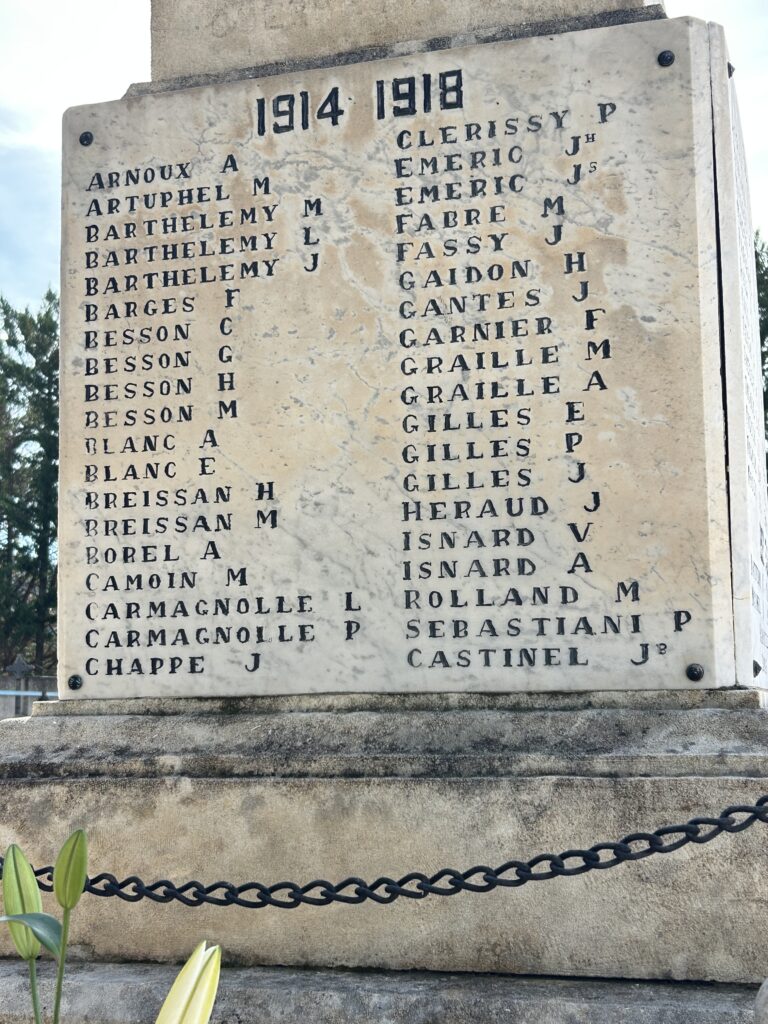 1914 1918
ARNOUX A
ARTUPHEL M
BARTHELEMY M
BARTHELEMY L
BARTHELEMY J
BARGES F
BESSON C
BESSON G
BESSON H
BESSON M
BLANC A
BLANC E
BREISSAN H
BREISSAN M
BOREL A
CAMOIN M
CARMAGNOLLE L
CARMAGNOLLE P
CHAPPE J
CLERISSY P
EMERIC Jᴴ
EMERIC Jˢ
FABRE M
FASSY J
GAIDON H
GANTES J
GARNIER F
GRAILLE M
GRAILLE A
GILLES E
GILLES P
GILLES J
HERAUD J
ISNARD V
ISNARD A
ROLLAND M
SEBASTIANI P
CASTINEL Jᴮ